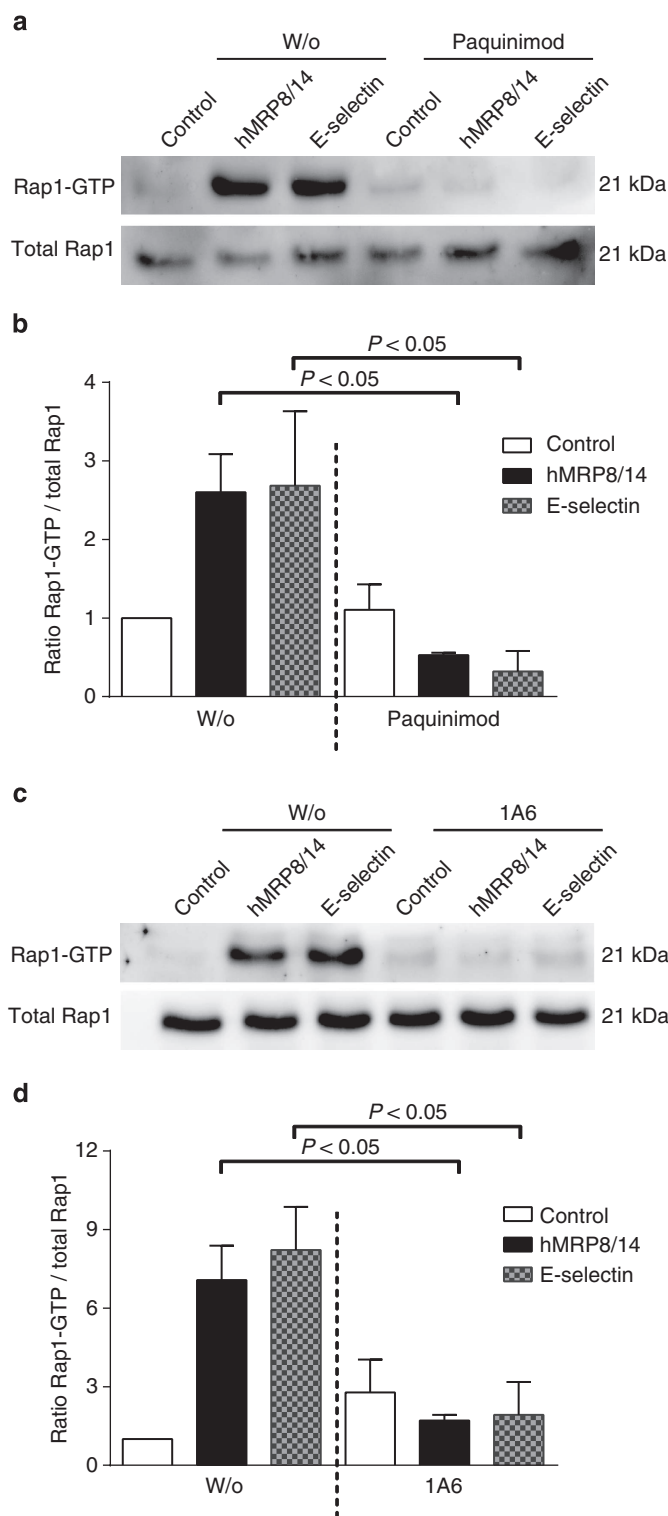 a
W/o Paquinimod
Control hMRP8/14 E-selectin Control hMRP8/14 E-selectin
Rap1-GTP 21 kDa
Total Rap1 21 kDa
b
P < 0.05
P < 0.05
Ratio Rap1-GTP / total Rap1
4
3
2
1
0
Control
hMRP8/14
E-selectin
W/o Paquinimod
c
W/o 1A6
Control hMRP8/14 E-selectin Control hMRP8/14 E-selectin
Rap1-GTP 21 kDa
Total Rap1 21 kDa
d
P < 0.05
P < 0.05
Ratio Rap1-GTP / total Rap1
12
9
6
3
0
Control
hMRP8/14
E-selectin
W/o 1A6